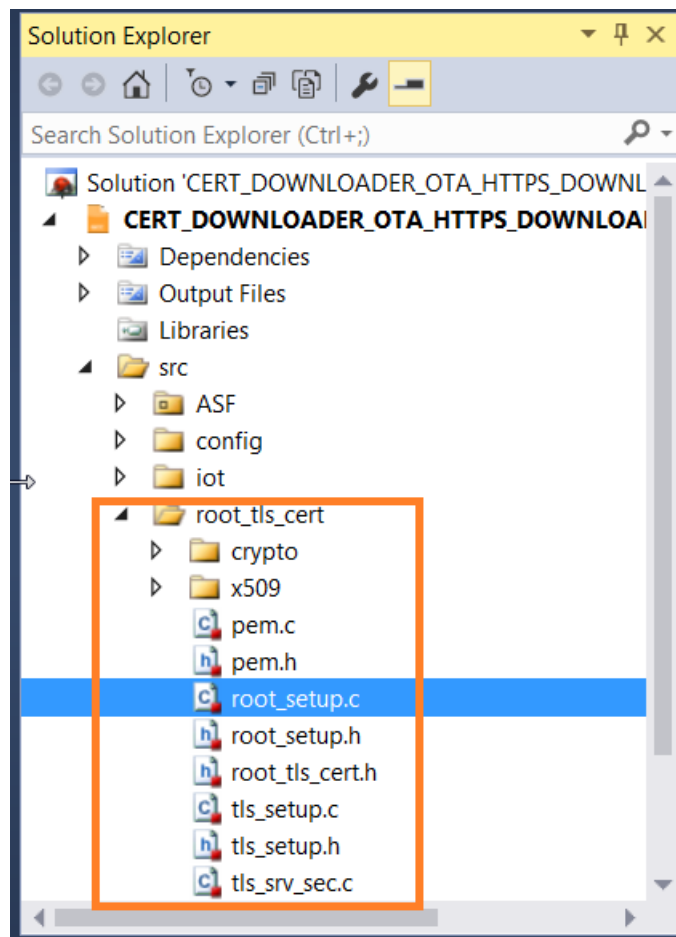 Solution Explorer
Search Solution Explorer (Ctrl+;)
Solution 'CERT_DOWNLOADER_OTA_HTTPS_DOWNL
CERT_DOWNLOADER_OTA_HTTPS_DOWNLOA
Dependencies
Output Files
Libraries
src
ASF
config
iot
root_tls_cert
crypto
x509
pem.c
pem.h
root_setup.c
root_setup.h
root_tls_cert.h
tls_setup.c
tls_setup.h
tls_srv_sec.c